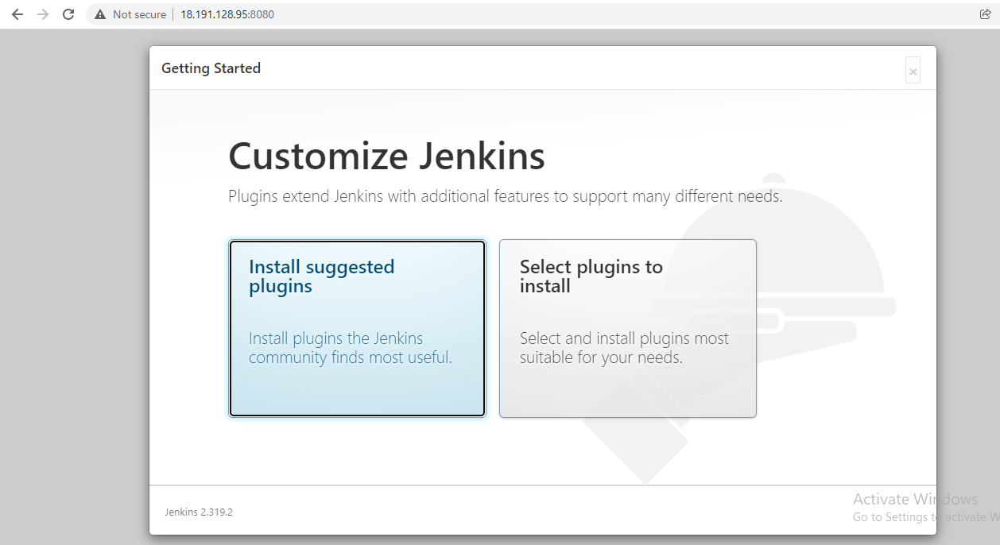 Not secure | 18.191.128.95:8080
Getting Started
×
Customize Jenkins
Plugins extend Jenkins with additional features to support many different needs.
Install suggested
plugins
Install plugins the Jenkins
community finds most useful.
Select plugins to
install
Select and install plugins most
suitable for your needs.
Jenkins 2.319.2
Activate Windows
Go to Settings to activate W